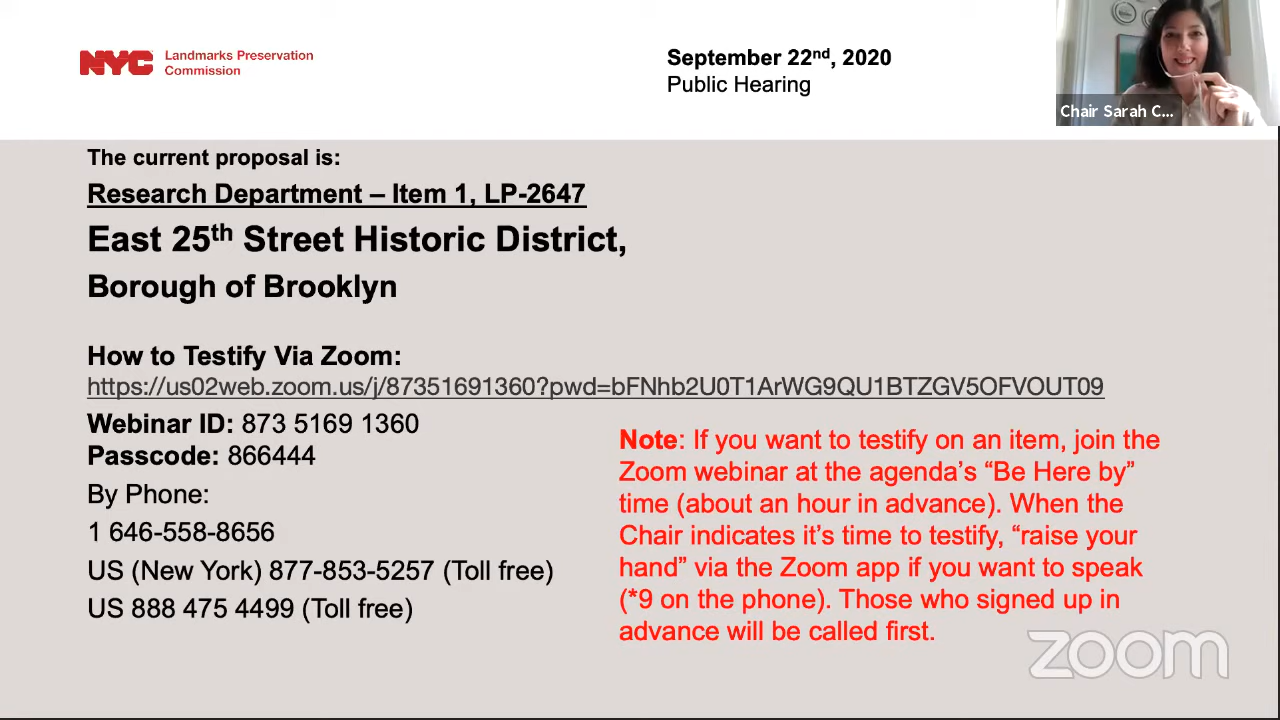 NYC Landmarks Preservation
Commission
September 22nd, 2020
Public Hearing
Chair Sarah C...
The current proposal is:
Research Department – Item 1, LP-2647
East 25th Street Historic District,
Borough of Brooklyn
How to Testify Via Zoom:
https://us02web.zoom.us/j/87351691360?pwd=bFNhb2U0T1ArWG9QU1BTZGV5OFVOUT09
Webinar ID: 873 5169 1360
Passcode: 866444
By Phone:
1 646-558-8656
US (New York) 877-853-5257 (Toll free)
US 888 475 4499 (Toll free)
Note: If you want to testify on an item, join the
Zoom webinar at the agenda’s “Be Here by”
time (about an hour in advance). When the
Chair indicates it’s time to testify, “raise your
hand” via the Zoom app if you want to speak
(*9 on the phone). Those who signed up in
advance will be called first.
zoom